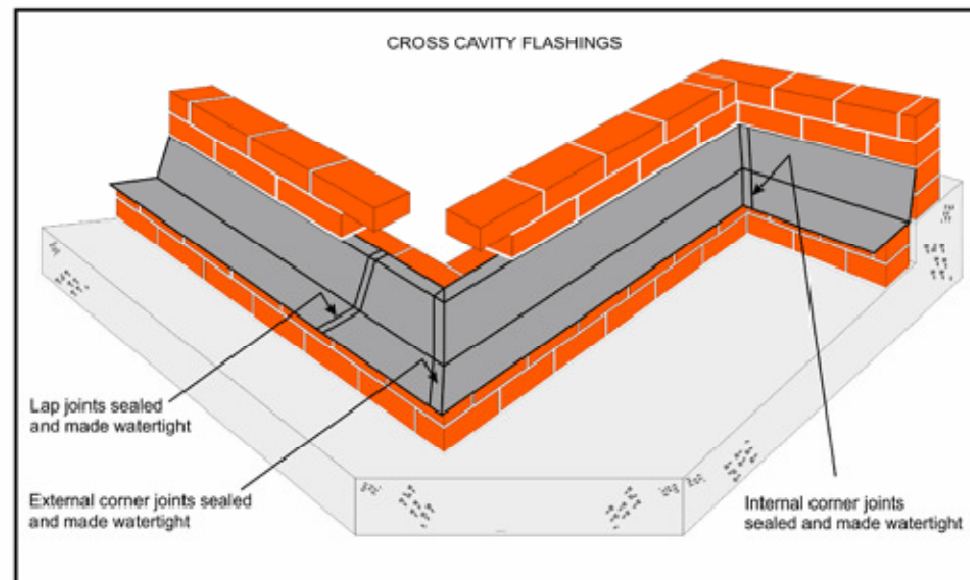 CROSS CAVITY FLASHINGS
Lap joints sealed
and made watertight
External corner joints sealed
and made watertight
Internal corner joints
sealed and made watertight